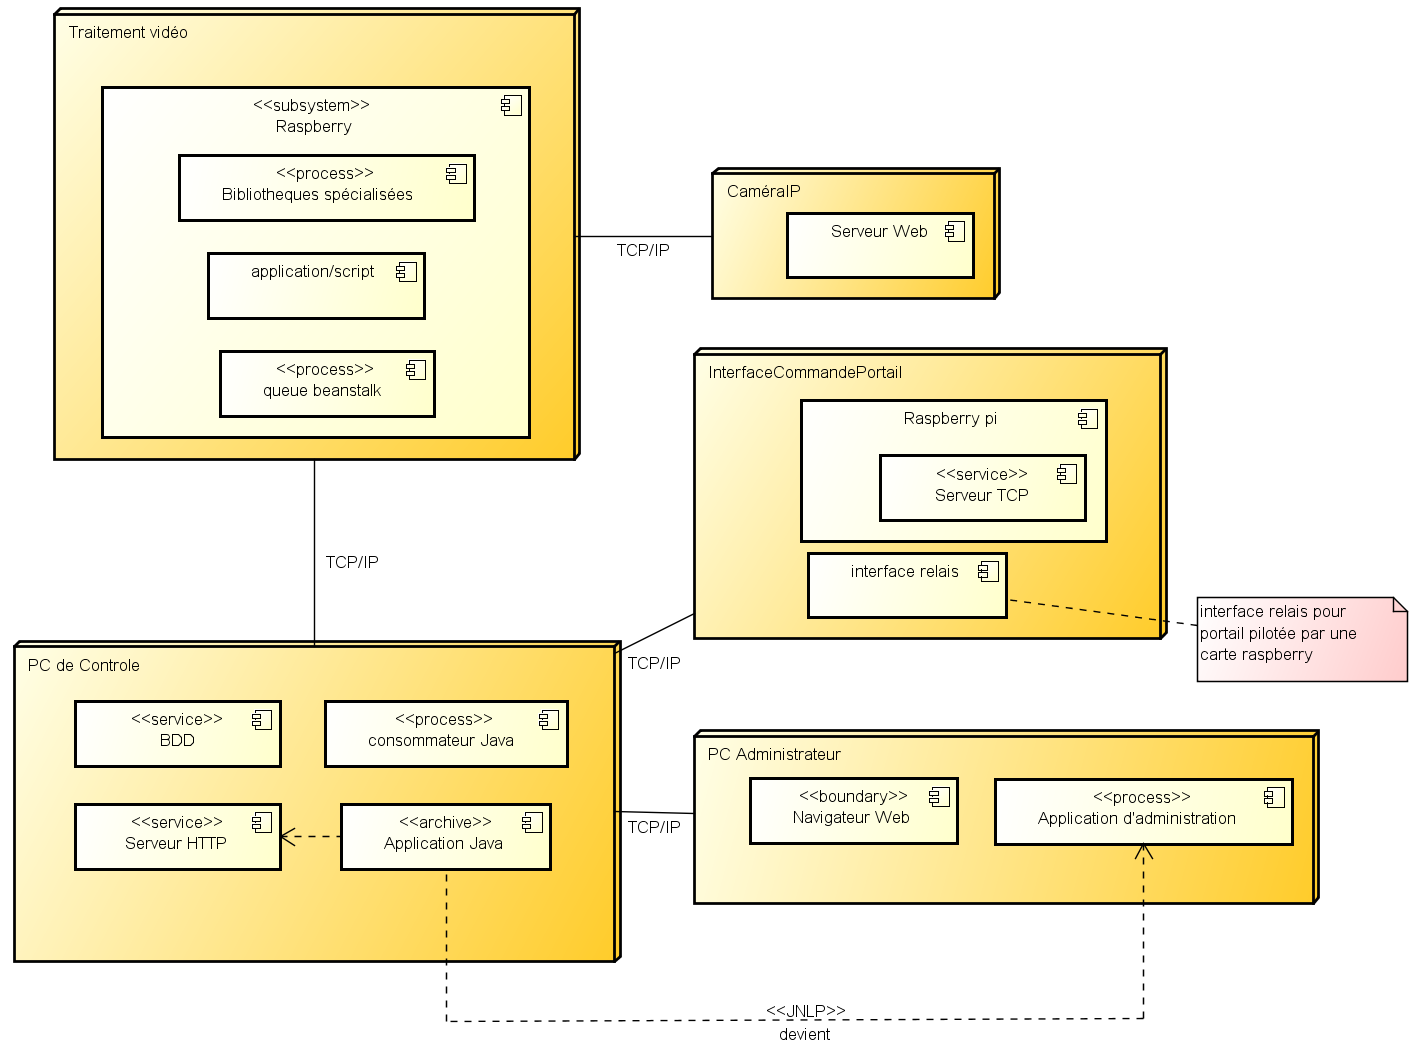 Traitement vidéo
<<subsystem>>
Raspberry
<<process>>
Bibliotheques spécialisées
application/script
<<process>>
queue beanstalk
TCP/IP
CaméraIP
Serveur Web
InterfaceCommandePortail
Raspberry pi
<<service>>
Serveur TCP
interface relais
interface relais pour
portail pilotée par une
carte raspberry
TCP/IP
TCP/IP
PC de Controle
<<service>>
BDD
<<process>>
consommateur Java
<<service>>
Serveur HTTP
<<archive>>
Application Java
TCP/IP
PC Administrateur
<<boundary>>
Navigateur Web
<<process>>
Application d'administration
<<JNLP>>
devient